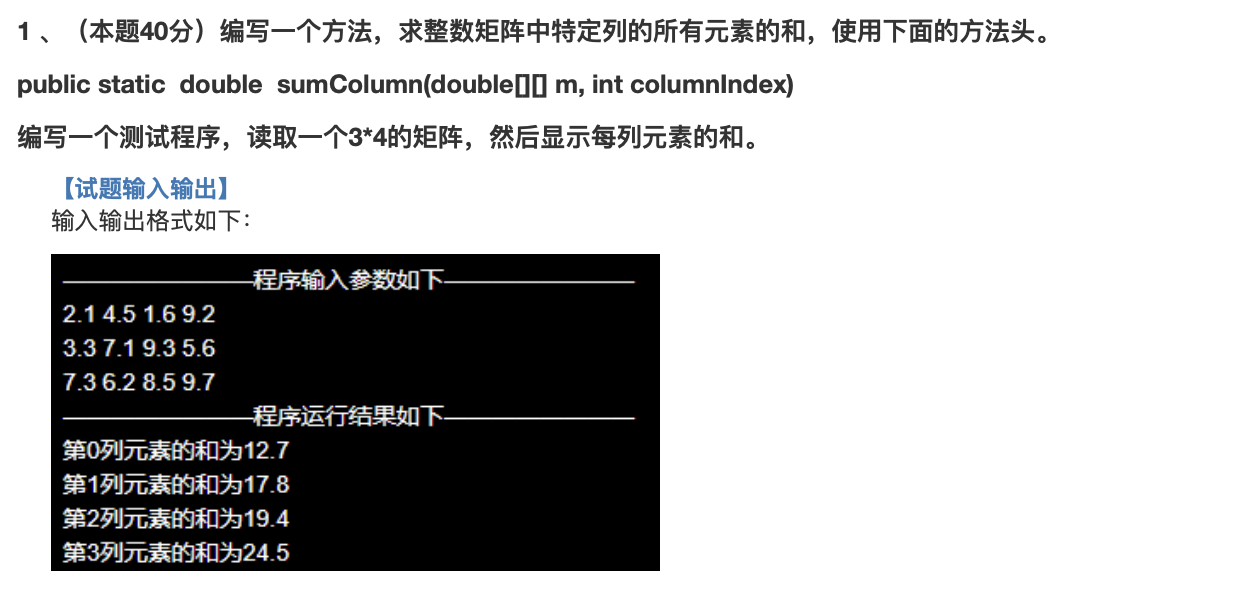 1 、（本题40分）编写一个方法，求整数矩阵中特定列的所有元素的和，使用下面的方法头。
public static  double  sumColumn(double[][] m, int columnIndex)
编写一个测试程序，读取一个3*4的矩阵，然后显示每列元素的和。
【试题输入输出】
输入输出格式如下：
————————程序输入参数如下————————
2.1 4.5 1.6 9.2
3.3 7.1 9.3 5.6
7.3 6.2 8.5 9.7
————————程序运行结果如下————————
第0列元素的和为12.7
第1列元素的和为17.8
第2列元素的和为19.4
第3列元素的和为24.5